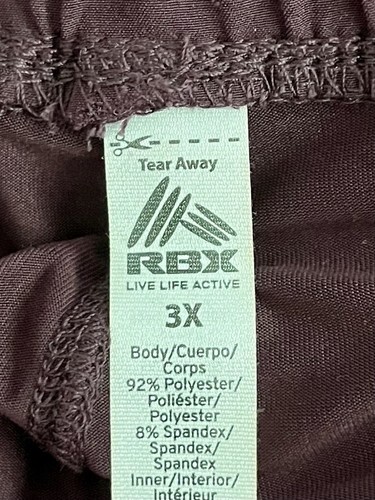 Tear Away
RBX
LIVE LIFE ACTIVE
3X
Body/Cuerpo/
Corps
92% Polyester/
Poliéster/
Polyester
8% Spandex/
Spandex/
Spandex
Inner/Interior/
Intérieur